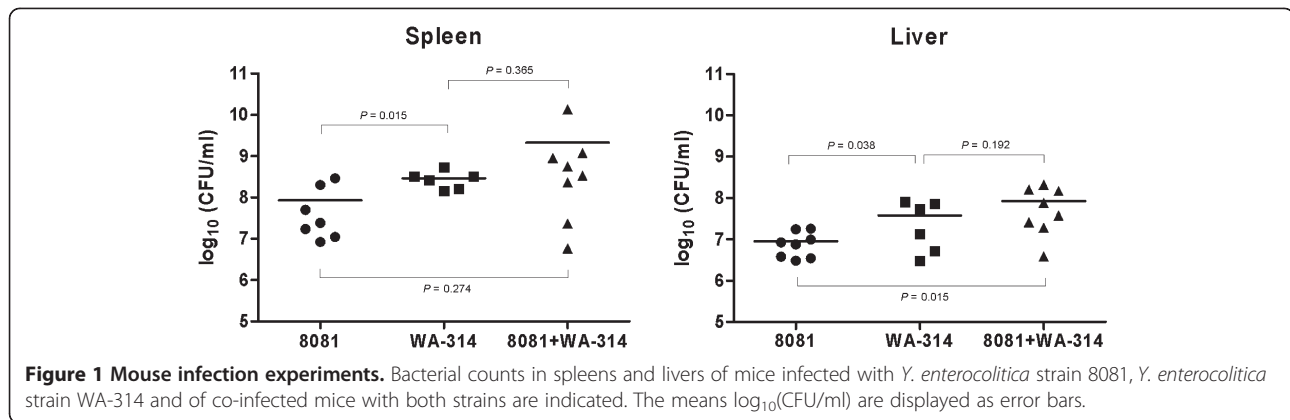 Spleen
11
10
9
8
7
6
5
log10 (CFU/ml)
P = 0.365
P = 0.015
P = 0.274
8081 WA-314 8081+WA-314
Liver
11
10
9
8
7
6
5
log10 (CFU/ml)
P = 0.038 P = 0.192
P = 0.015
8081 WA-314 8081+WA-314
Figure 1 Mouse infection experiments. Bacterial counts in spleens and livers of mice infected with Y. enterocolitica strain 8081, Y. enterocolitica
strain WA-314 and of co-infected mice with both strains are indicated. The means log10(CFU/ml) are displayed as error bars.